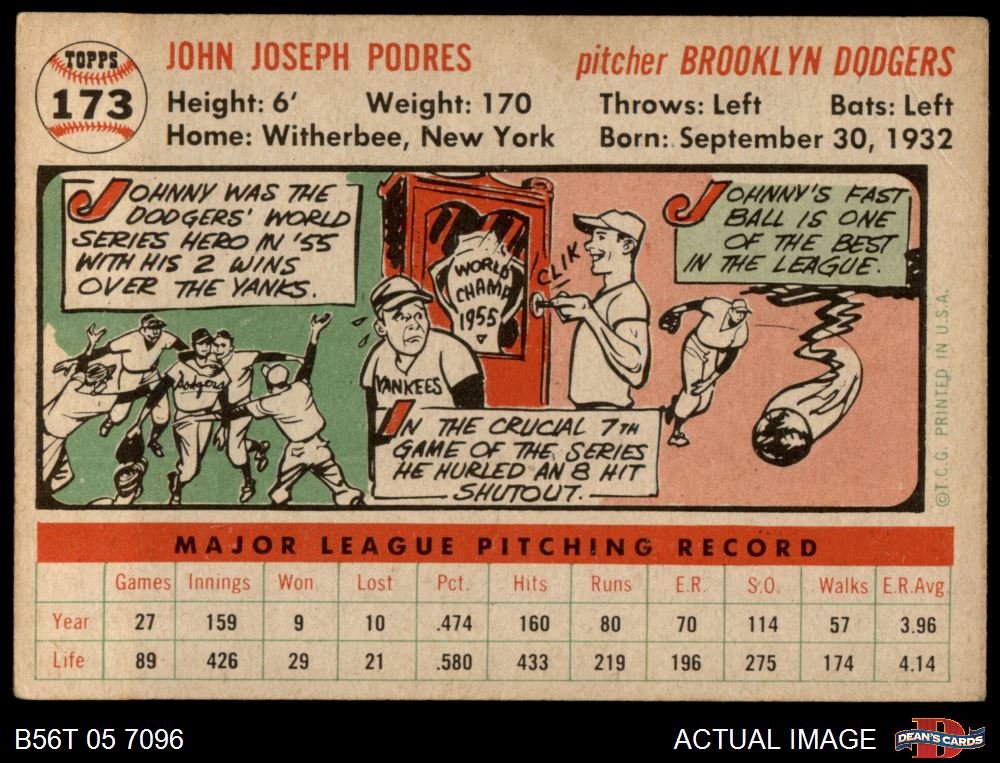 TOPPS
173
JOHN JOSEPH PODRES
pitcher BROOKLYN DODGERS
Height: 6' Weight: 170 Throws: Left Bats: Left
Home: Witherbee, New York Born: September 30, 1932
JOHNNY WAS THE
DODGERS' WORLD
SERIES HERO IN '55
WITH HIS 2 WINS
OVER THE YANKS.
Dodgers
WORLD
CHAMP
1955
CLIK
YANKEES
IN THE CRUCIAL 7TH
GAME OF THE SERIES
HE HURLED AN 8 HIT
SHUTOUT.
JOHNNY'S FAST
BALL IS ONE
OF THE BEST
IN THE LEAGUE.
©T.C.G. PRINTED IN U.S.A.
MAJOR LEAGUE PITCHING RECORD
Games Innings Won Lost Pct. Hits Runs E.R. S.O. Walks E.R.Avg.
Year 27 159 9 10 .474 160 80 70 114 57 3.96
Life 89 426 29 21 .580 433 219 196 275 174 4.14
B56T 05 7096
ACTUAL IMAGE
DEAN'S CARDS